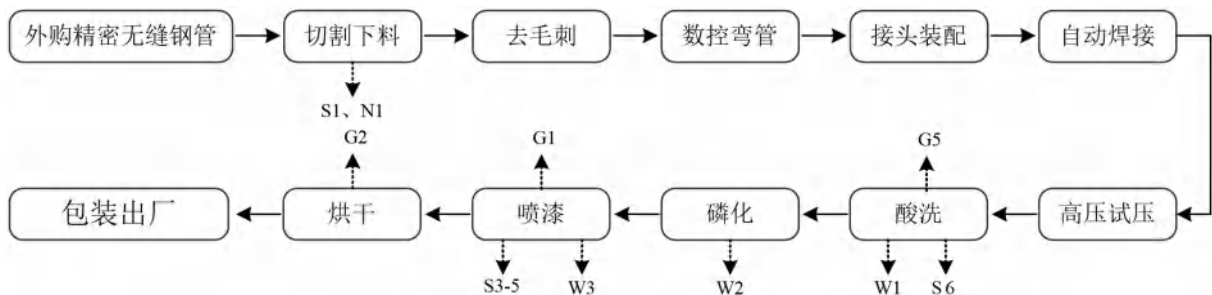 外购精密无缝钢管
切割下料
去毛刺
数控弯管
接头装配
自动焊接
S1、N1
G2
G1
G5
包装出厂
烘干
喷漆
磷化
酸洗
高压试压
S3-5
W3
W2
W1
S6